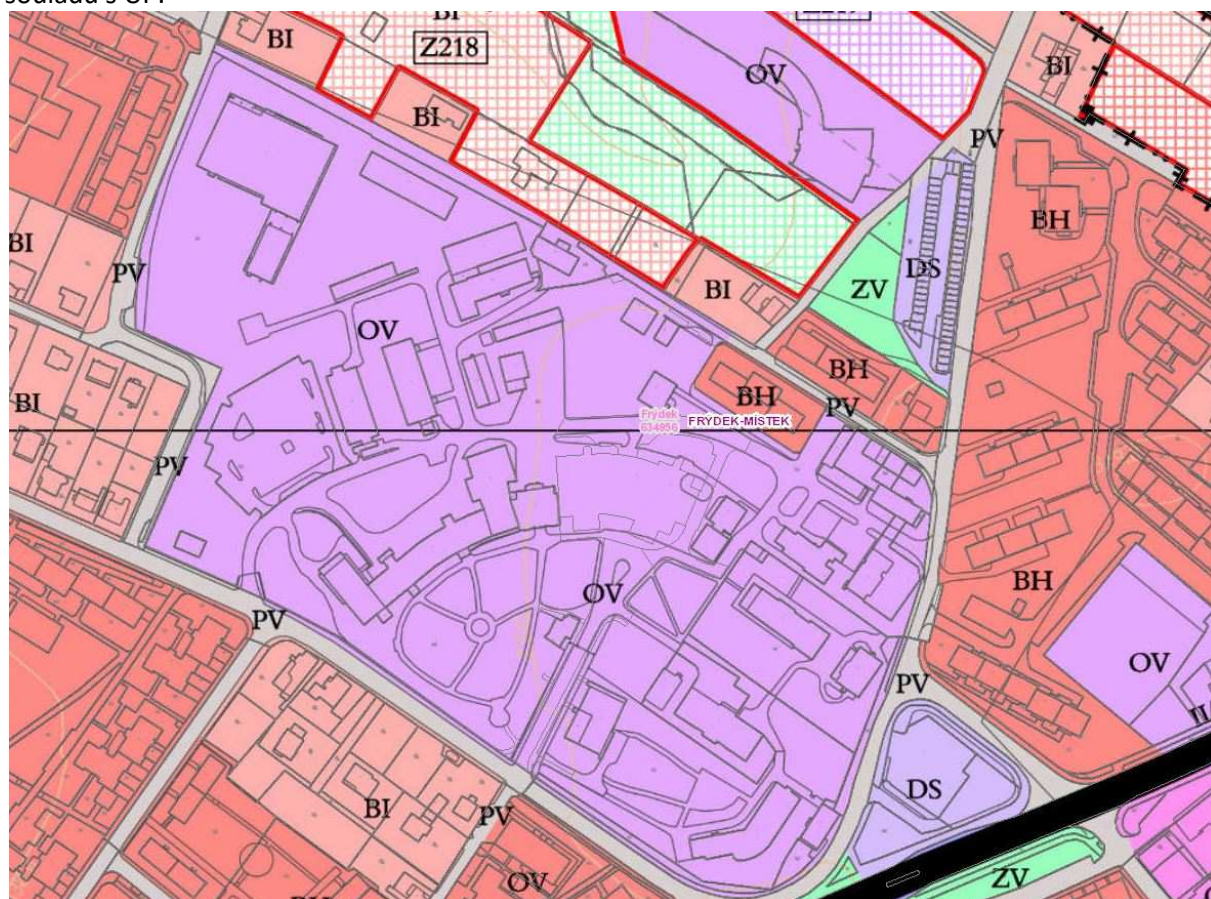 BI
BI
Z218
OV
BI
BI
PV
BH
BI
PV
DS
ZV
BI
OV
BH
BH
PV
BI
Frýdek
634956
FRÝDEK-MÍSTEK
PV
BH
OV
PV
PV
OV
BI
DS
PV
OV
ZV